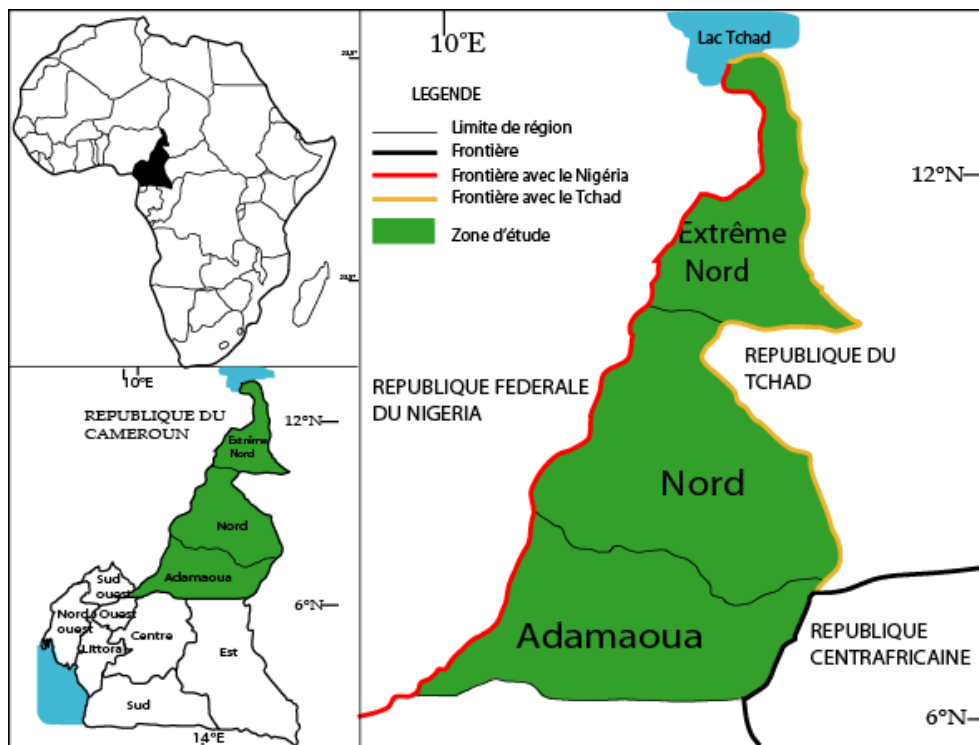 10°E
Lac Tchad
LEGENDE
Limite de région
Frontière
Frontière avec le Nigéria
Frontière avec le Tchad
Zone d'étude
12°N
Extrême
Nord
REPUBLIQUE FEDERALE
DU NIGERIA
REPUBLIQUE DU
TCHAD
Nord
Adamaoua
REPUBLIQUE
CENTRAFRICAINE
6°N
10°E
REPUBLIQUE DU
CAMEROUN
12°N
Extrême
Nord
Nord
Adamaoua
6°N
Sud
ouest
Nord
ouest
Ouest
Littoral
Centre
Est
Sud
14°E